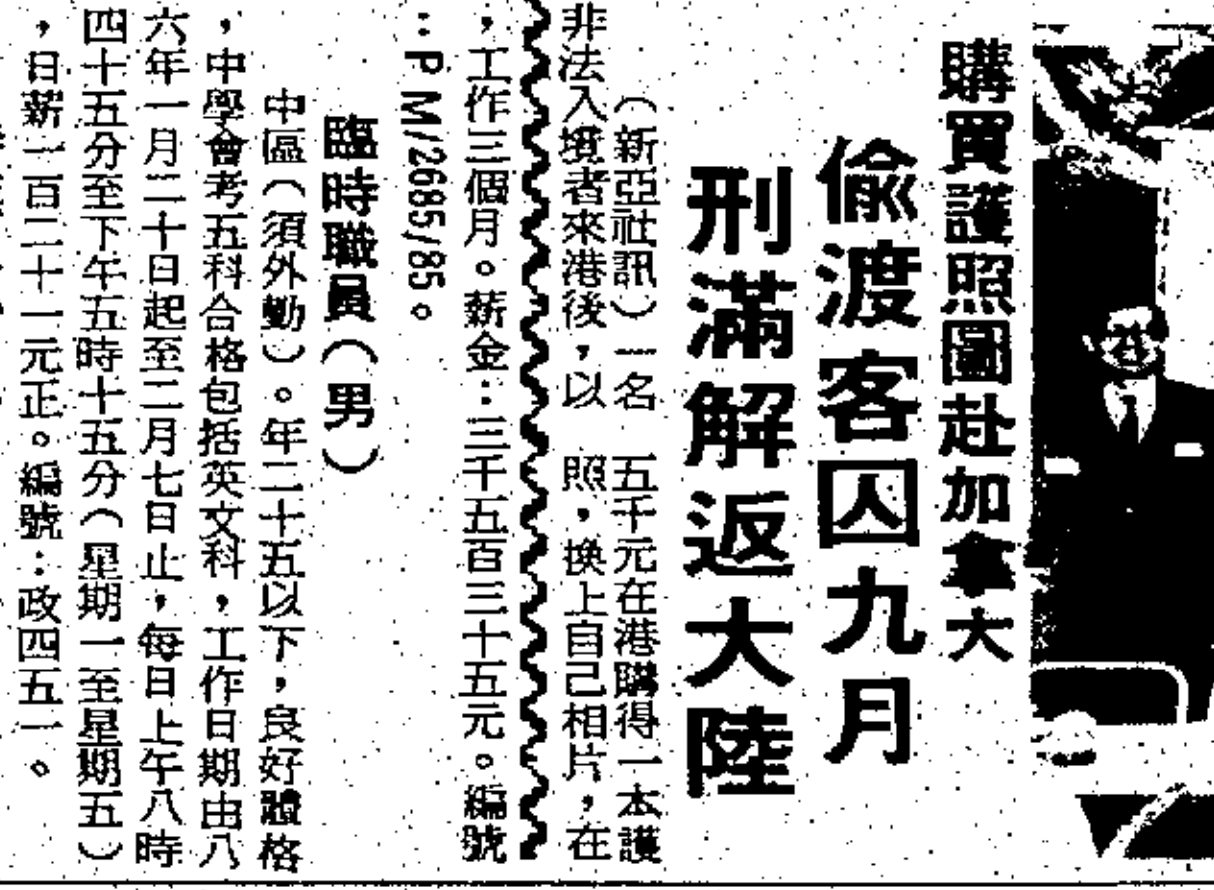 購買護照圖赴加拿大
偷渡客囚九月
刑滿解返大陸
（新亞社訊）一名
非法入境者來港後，以
五千元在港購得一本護
照，換上自己相片，在
，工作三個月。薪金：三千五百三十五元。編號
：PM/2685/85。
臨時職員（男）
中區（須外勤）。年二十五以下，良好體格
，中學會考五科合格包括英文科，工作日期由八
六年一月二十日起至二月七日止，每日上午八時
四十五分至下午五時十五分（星期一至星期五）
，日薪一百二十一元正。編號：政四五一。